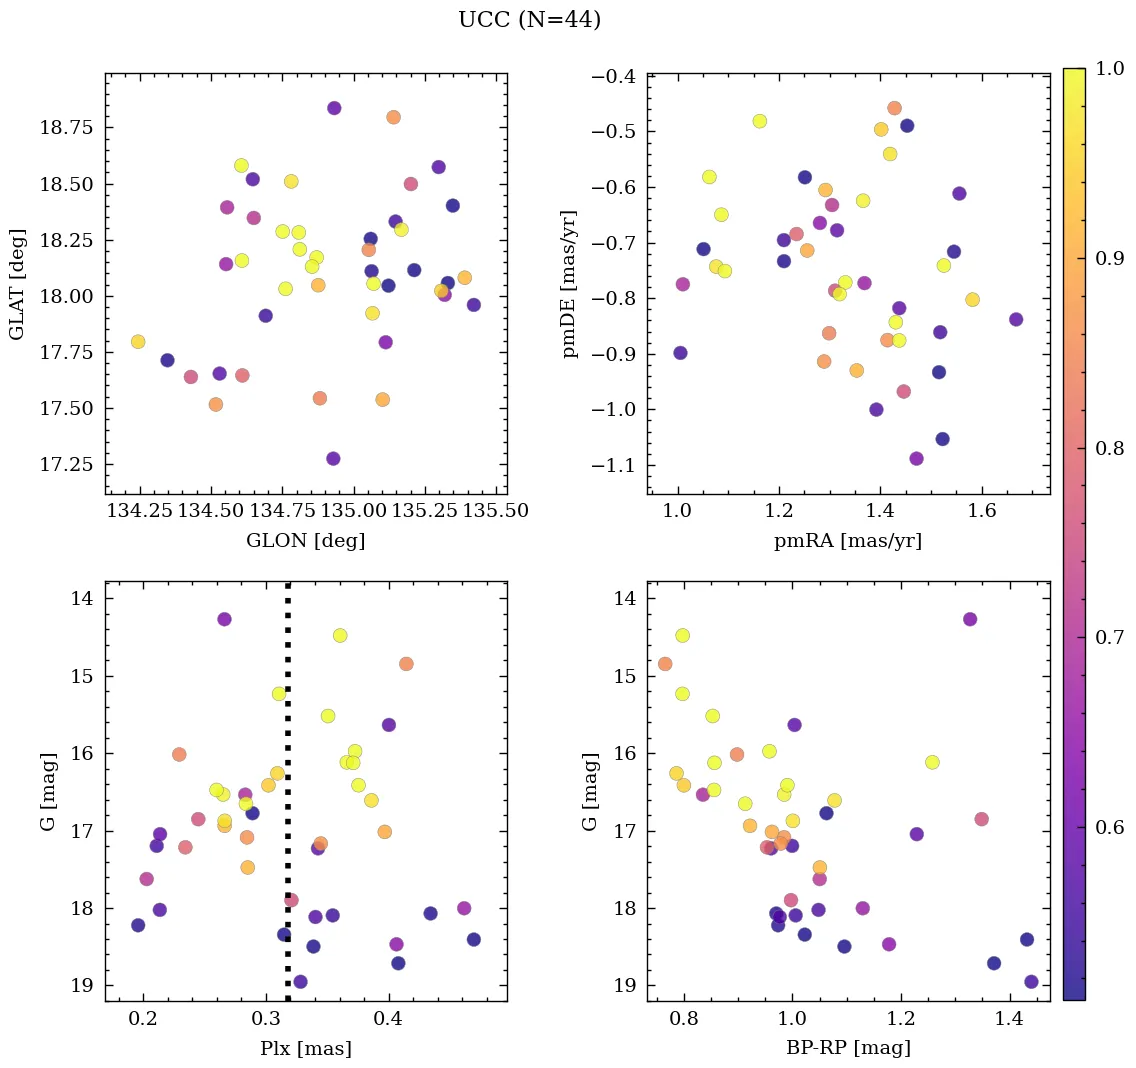 UCC (N=44)
18.75
18.50
18.25
18.00
17.75
17.50
17.25
GLAT [deg]
134.25 134.50 134.75 135.00 135.25 135.50
GLON [deg]
−0.4
−0.5
−0.6
−0.7
−0.8
−0.9
−1.0
−1.1
pmDE [mas/yr]
1.0 1.2 1.4 1.6
pmRA [mas/yr]
14
15
16
17
18
19
G [mag]
0.2 0.3 0.4
Plx [mas]
14
15
16
17
18
19
G [mag]
0.8 1.0 1.2 1.4
BP-RP [mag]
1.0
0.9
0.8
0.7
0.6